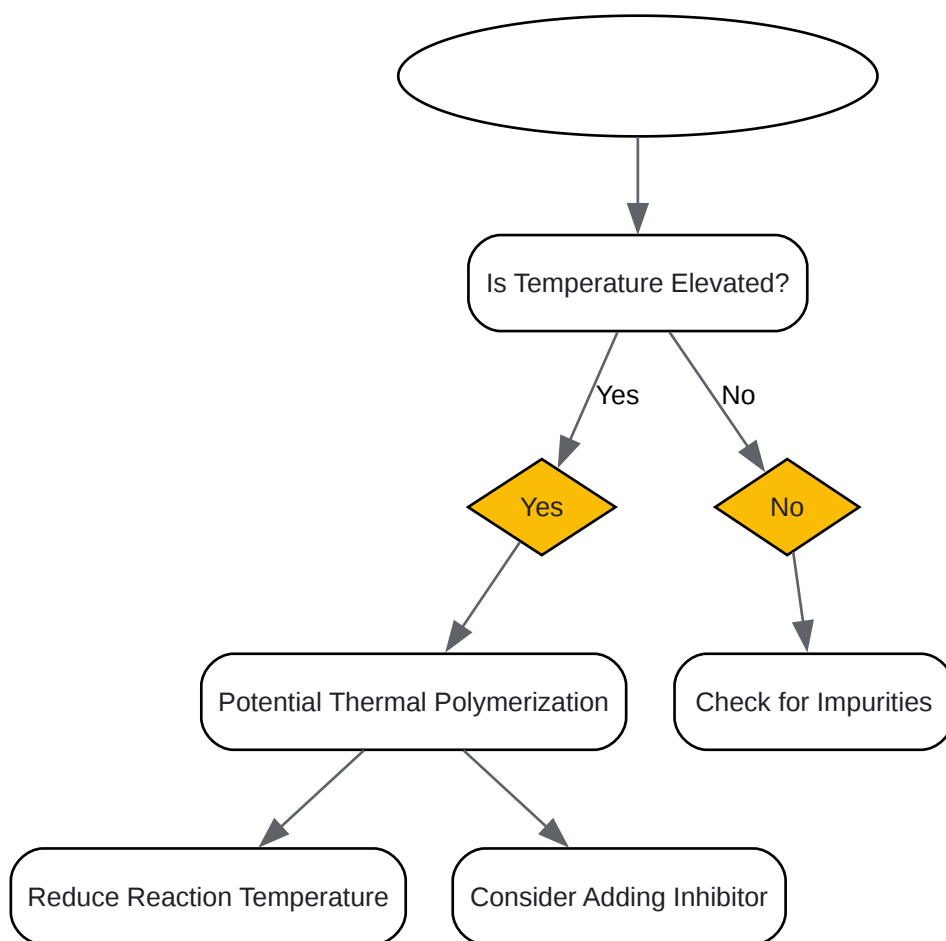 Is Temperature Elevated?
Yes
No
Yes
No
Potential Thermal Polymerization
Check for Impurities
Reduce Reaction Temperature
Consider Adding Inhibitor